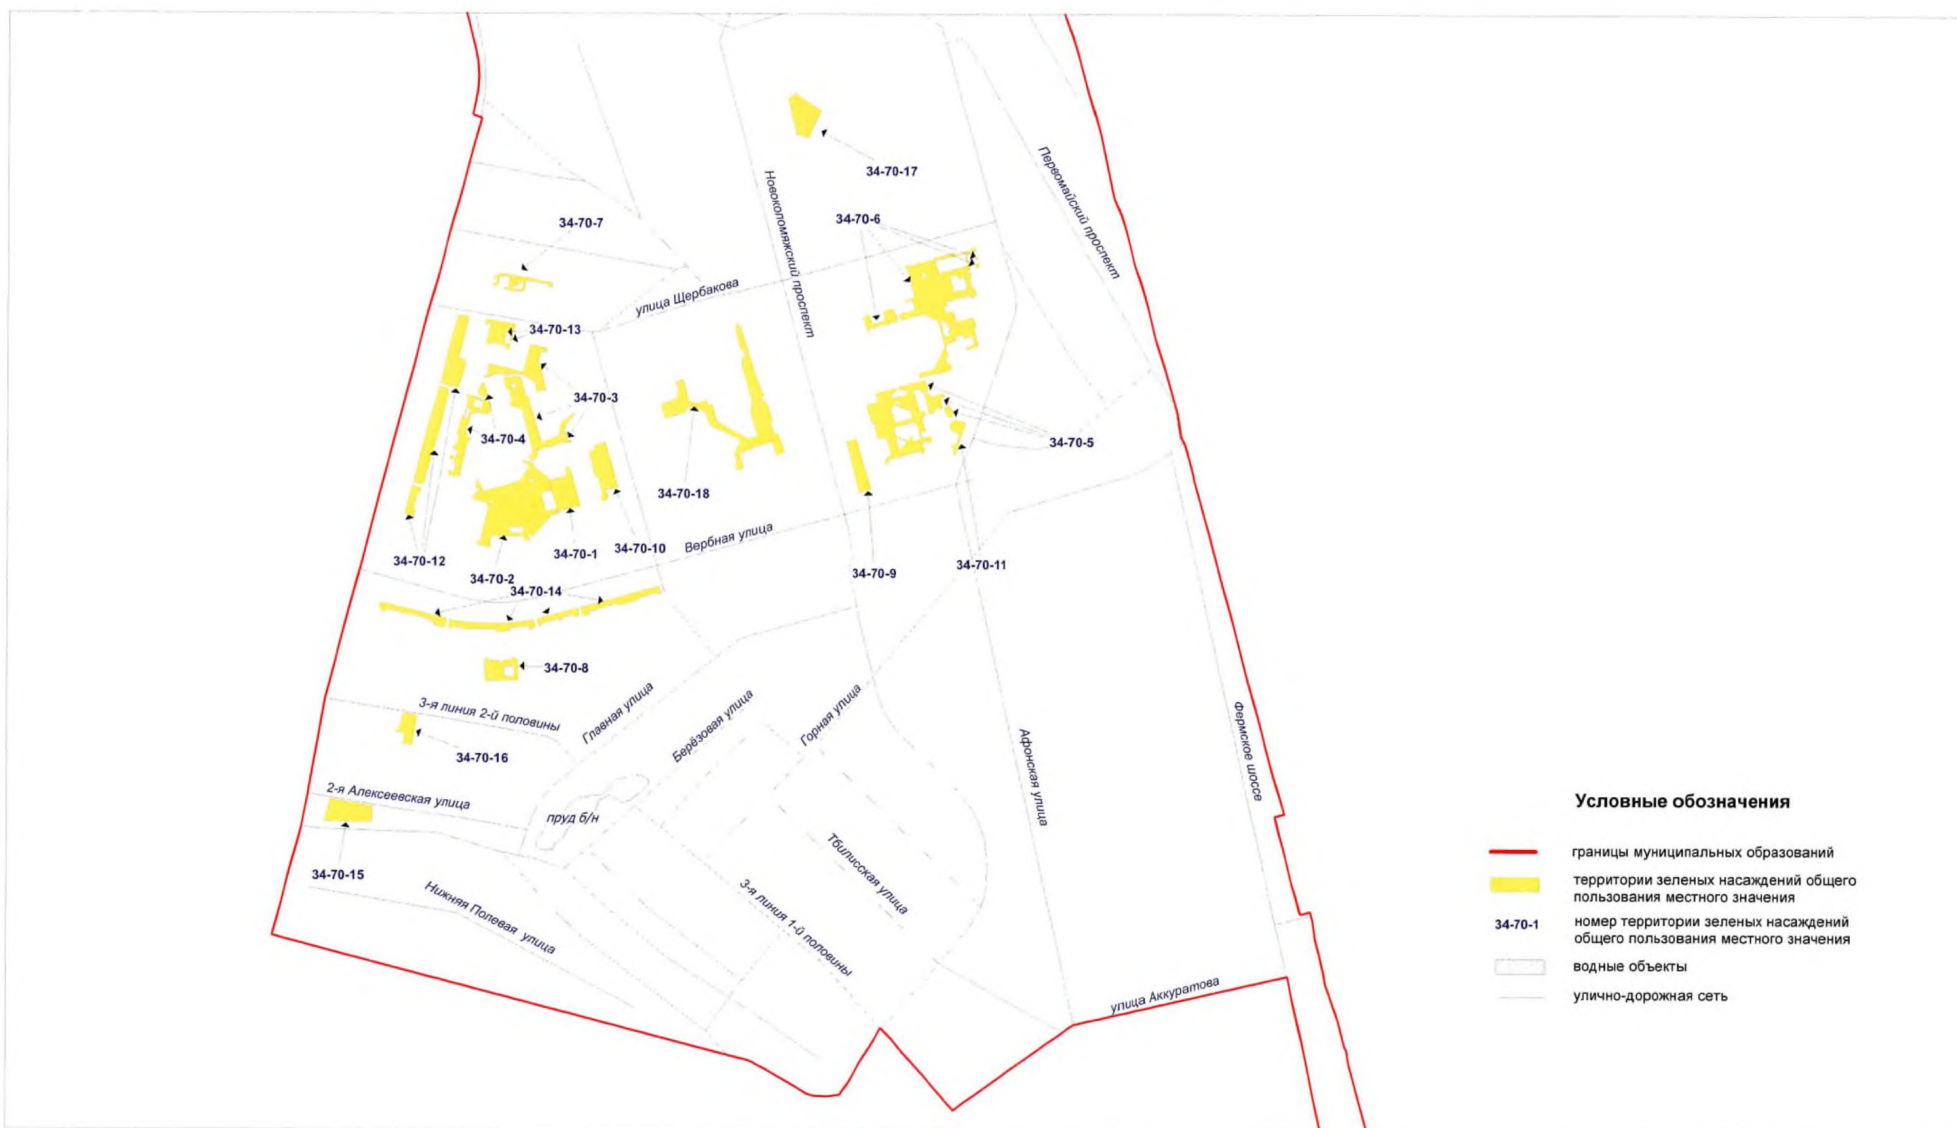 34-70-17
Первомайский проспект
Новоколомяжский проспект
34-70-7
34-70-6
улица Щербакова
34-70-13
34-70-3
34-70-4
34-70-5
34-70-18
Вербная улица
34-70-12
34-70-2
34-70-1
34-70-10
34-70-9
34-70-11
34-70-14
34-70-8
3-я линия 2-й половины
Главная улица
Берёзовая улица
Горная улица
Афонская улица
Фермское шоссе
34-70-16
2-я Алексеевская улица
пруд б/н
34-70-15
Нижняя Полевая улица
Тбилисская улица
3-я линия 1-й половины
улица Аккуратова
Условные обозначения
границы муниципальных образований
территории зеленых насаждений общего
пользования местного значения
34-70-1
номер территории зеленых насаждений
общего пользования местного значения
водные объекты
улично-дорожная сеть